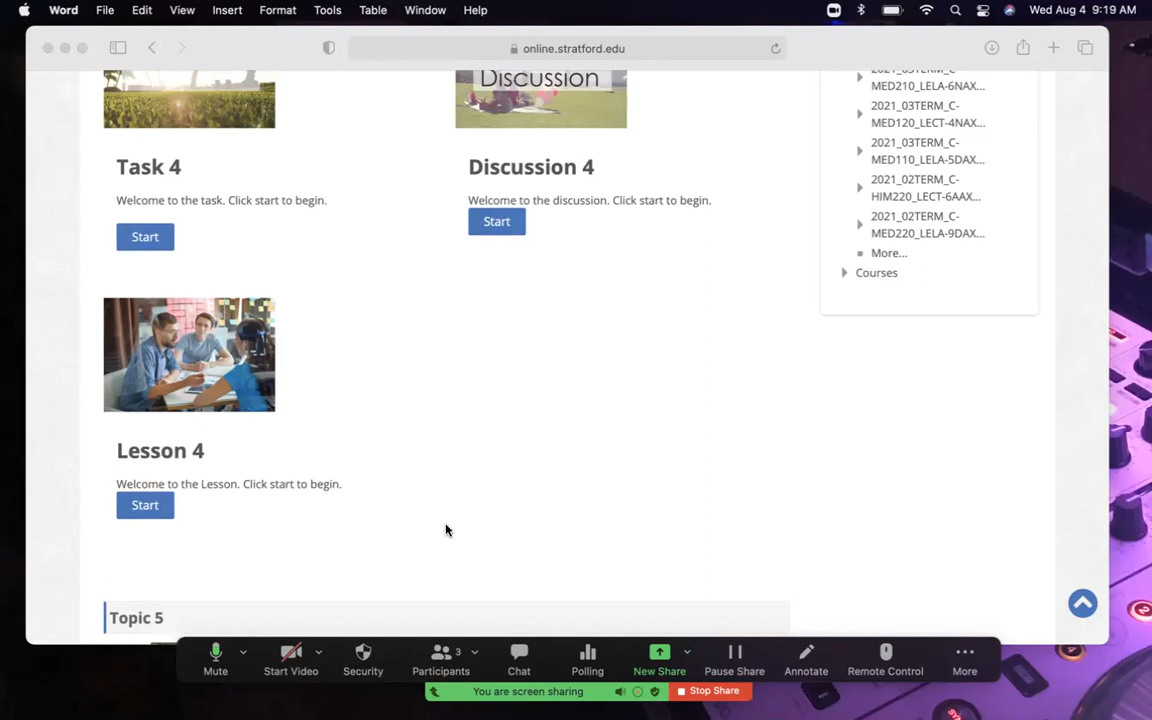 Word File Edit View Insert Format Tools Table Window Help Wed Aug 4 9:19 AM
online.stratford.edu
Discussion
MED210_LELA-6NAX...
2021_03TERM_C-
MED120_LECT-4NAX...
2021_03TERM_C-
MED110_LELA-5DAX...
2021_02TERM_C-
HIM220_LECT-6AAX...
2021_02TERM_C-
MED220_LELA-9DAX...
More...
Courses
Task 4
Welcome to the task. Click start to begin.
Start
Discussion 4
Welcome to the discussion. Click start to begin.
Start
Lesson 4
Welcome to the Lesson. Click start to begin.
Start
Topic 5
Mute Start Video Security Participants 3 Chat Polling New Share Pause Share Annotate Remote Control More
You are screen sharing Stop Share